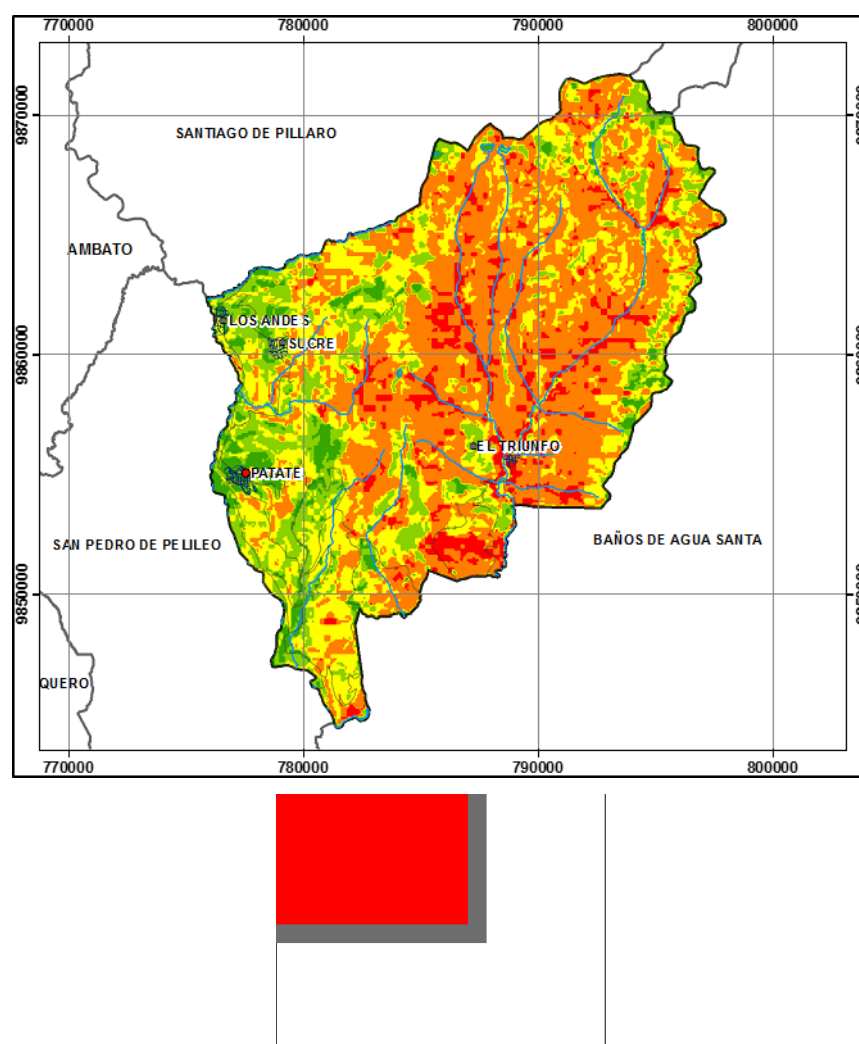 770000 780000 790000 800000
9870000
SANTIAGO DE PILLARO
AMBATO
LOS ANDES
SUCRE
EL TRIUNFO
PATATE
SAN PEDRO DE PELILEO
BAÑOS DE AGUA SANTA
9850000
QUERO
770000 780000 790000 800000